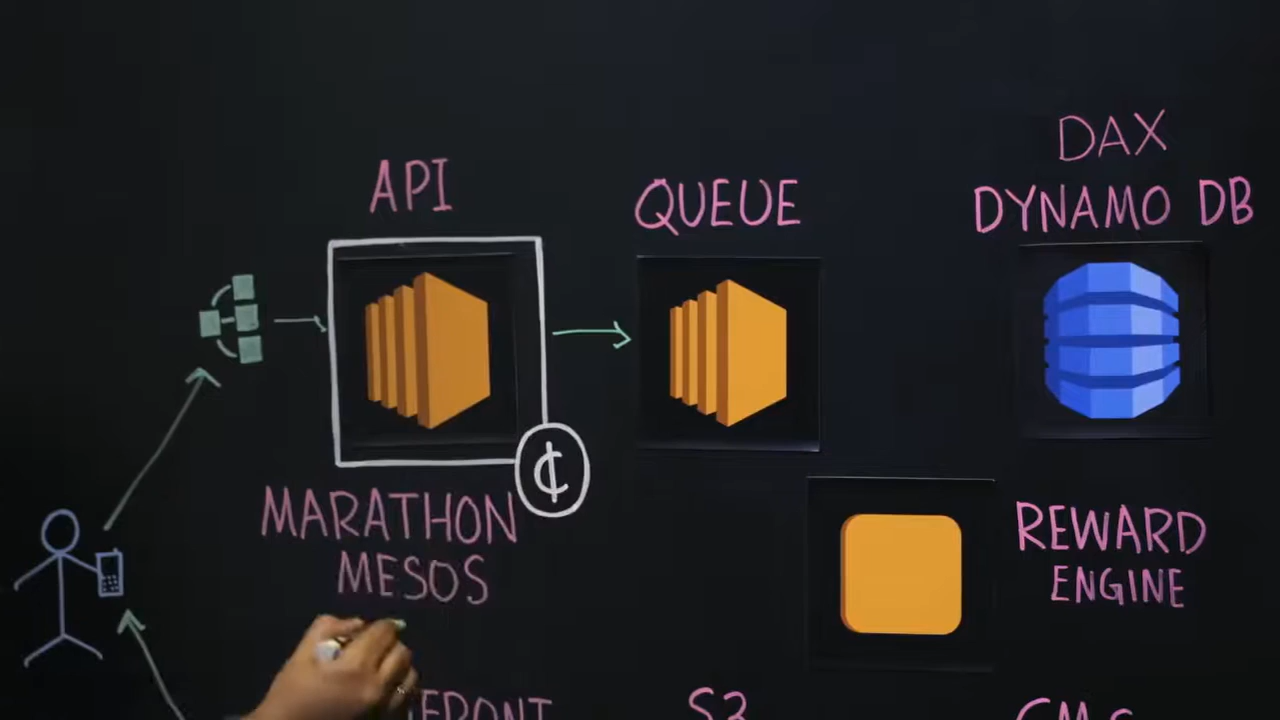 API
QUEUE
DAX
DYNAMO DB
¢
MARATHON
MESOS
REWARD
ENGINE
S3